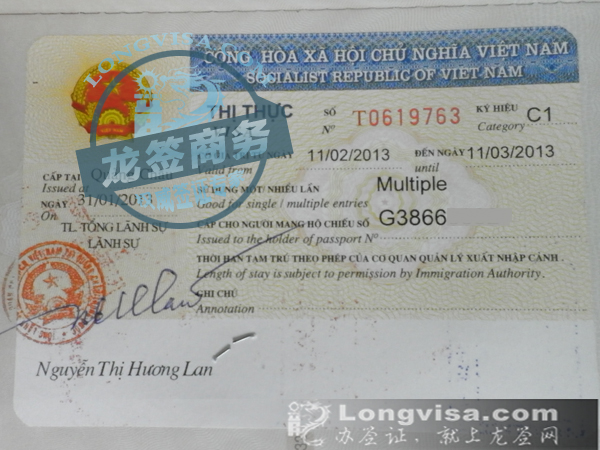 LONGVISA.CO
龙签商务
CỘNG HÒA XÃ HỘI CHỦ NGHĨA VIỆT NAM
SOCIALIST REPUBLIC OF VIET NAM
THỊ THỰC
SỐ
Nº
T0619763
KÝ HIỆU
Category
C1
NGÀY
Valid from
11/02/2013
ĐẾN NGÀY
until
11/03/2013
CẤP TẠI
Issued at
NGÀY
On
31/01/2013
SỬ DỤNG MỘT/NHIỀU LẦN
Good for single / multiple entries
Multiple
CẤP CHO NGƯỜI MANG HỘ CHIẾU SỐ
Issued to the holder of passport Nº
G3866
TL TỔNG LÃNH SỰ
LÃNH SỰ
THỜI HẠN TẠM TRÚ THEO PHÉP CỦA CƠ QUAN QUẢN LÝ XUẤT NHẬP CẢNH.
Length of stay is subject to permission by Immigration Authority.
GHI CHÚ
Annotation
Nguyễn Thị Hương Lan
Longvisa.com
办签证，就上龙签网